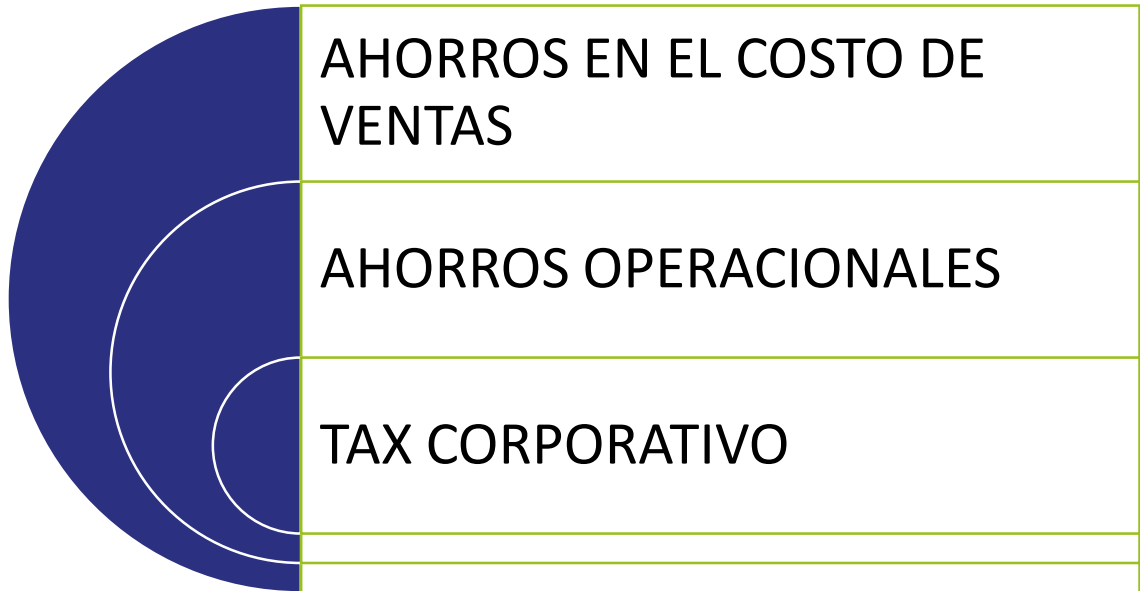 AHORROS EN EL COSTO DE
VENTAS
AHORROS OPERACIONALES
TAX CORPORATIVO